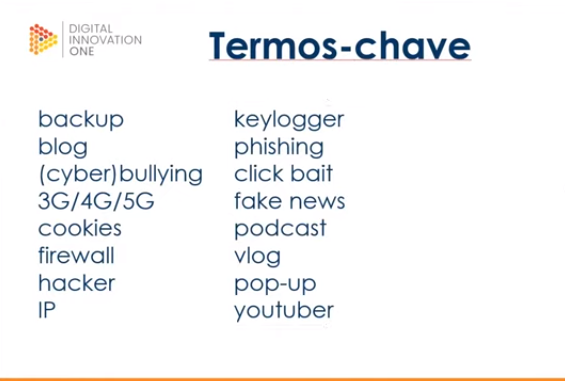 DIGITAL
INNOVATION
ONE
Termos-chave
backup
blog
(cyber)bullying
3G/4G/5G
cookies
firewall
hacker
IP
keylogger
phishing
click bait
fake news
podcast
vlog
pop-up
youtuber